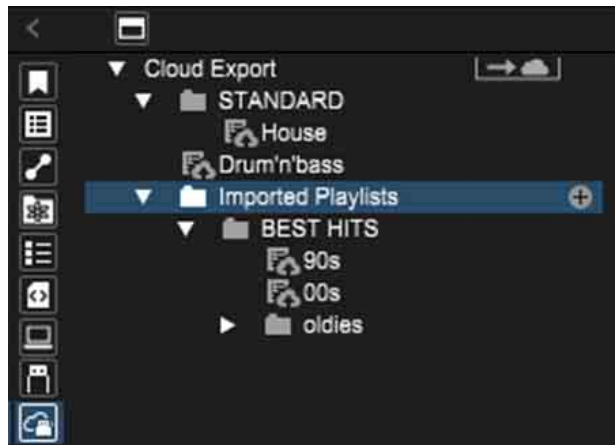 Cloud Export
STANDARD
House
Drum'n'bass
Imported Playlists
BEST HITS
90s
00s
oldies